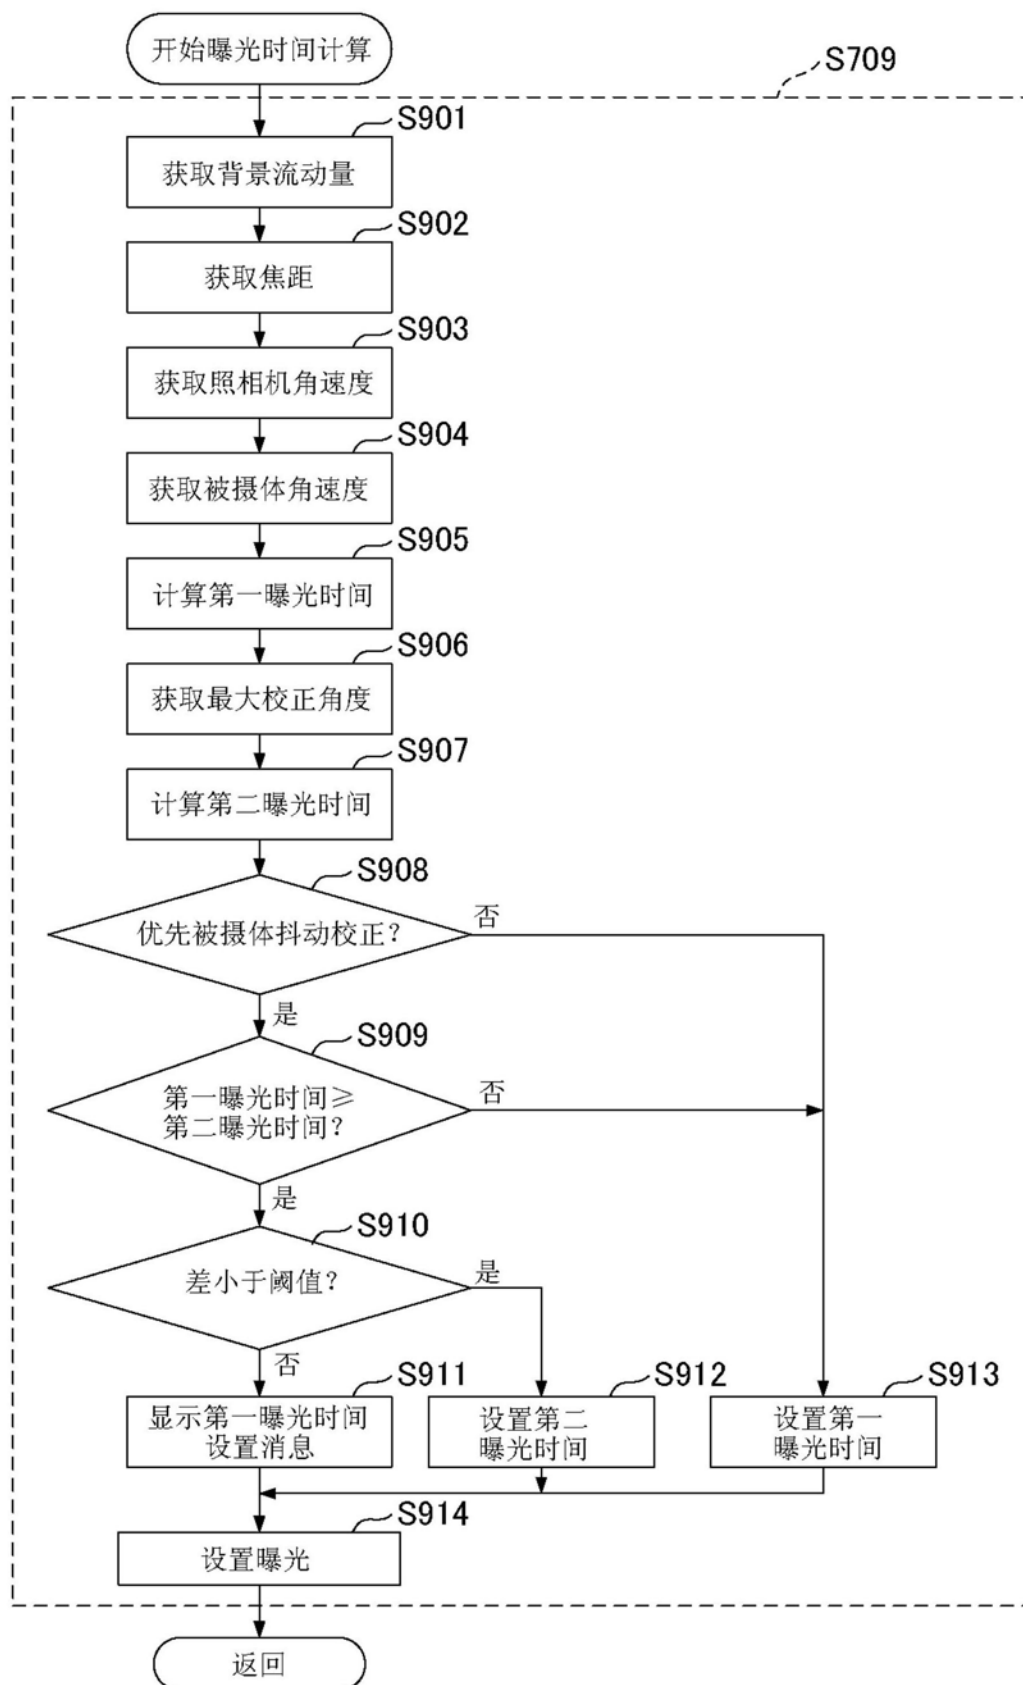 开始曝光时间计算
S709
S901
获取背景流动量
S902
获取焦距
S903
获取照相机角速度
S904
获取被摄体角速度
S905
计算第一曝光时间
S906
获取最大校正角度
S907
计算第二曝光时间
S908
优先被摄体抖动校正？
否
是
S909
第一曝光时间≥
第二曝光时间？
否
是
S910
差小于阈值？
是
否
S911
显示第一曝光时间
设置消息
S912
设置第二
曝光时间
S913
设置第一
曝光时间
S914
设置曝光
返回